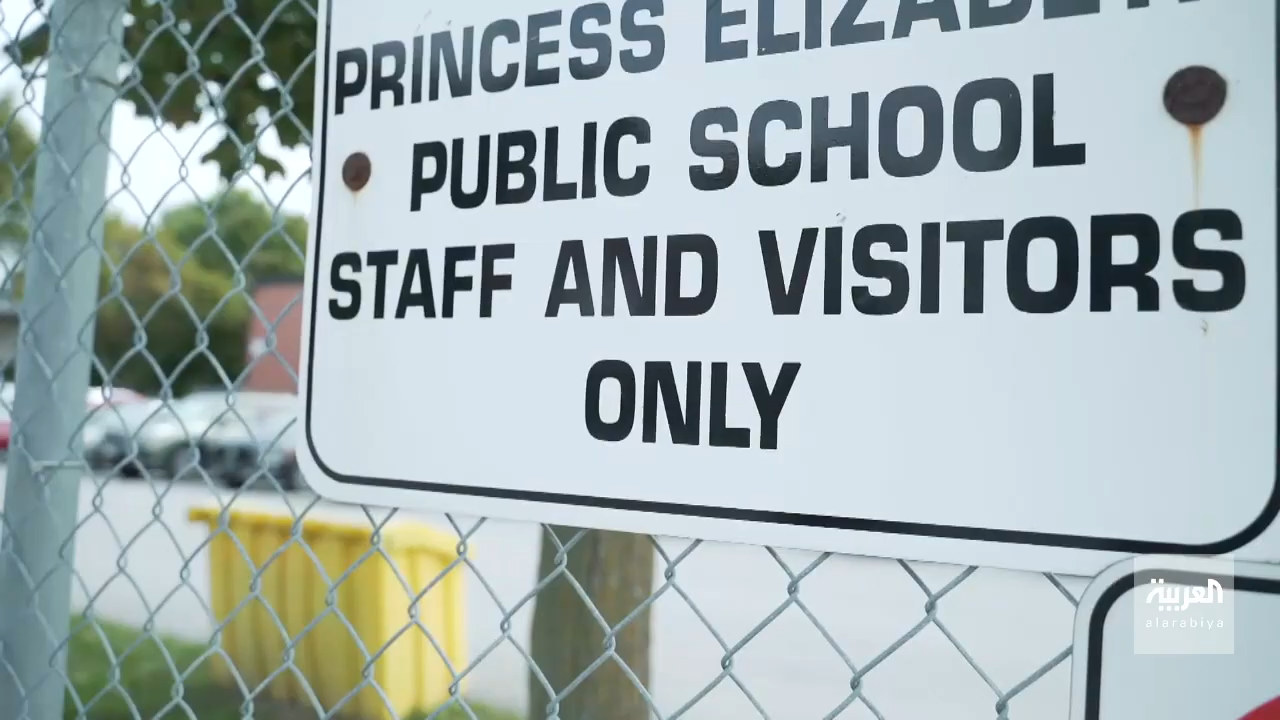 PRINCESS ELIZABETH
PUBLIC SCHOOL
STAFF AND VISITORS
ONLY
العربية
alarabiya